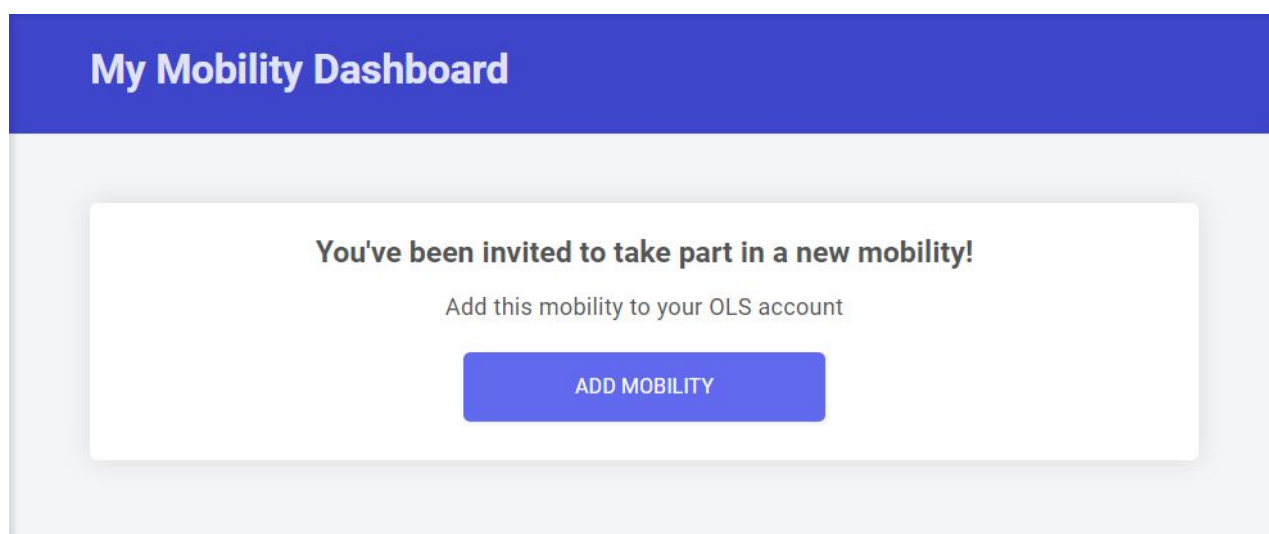 My Mobility Dashboard
You've been invited to take part in a new mobility!
Add this mobility to your OLS account
ADD MOBILITY